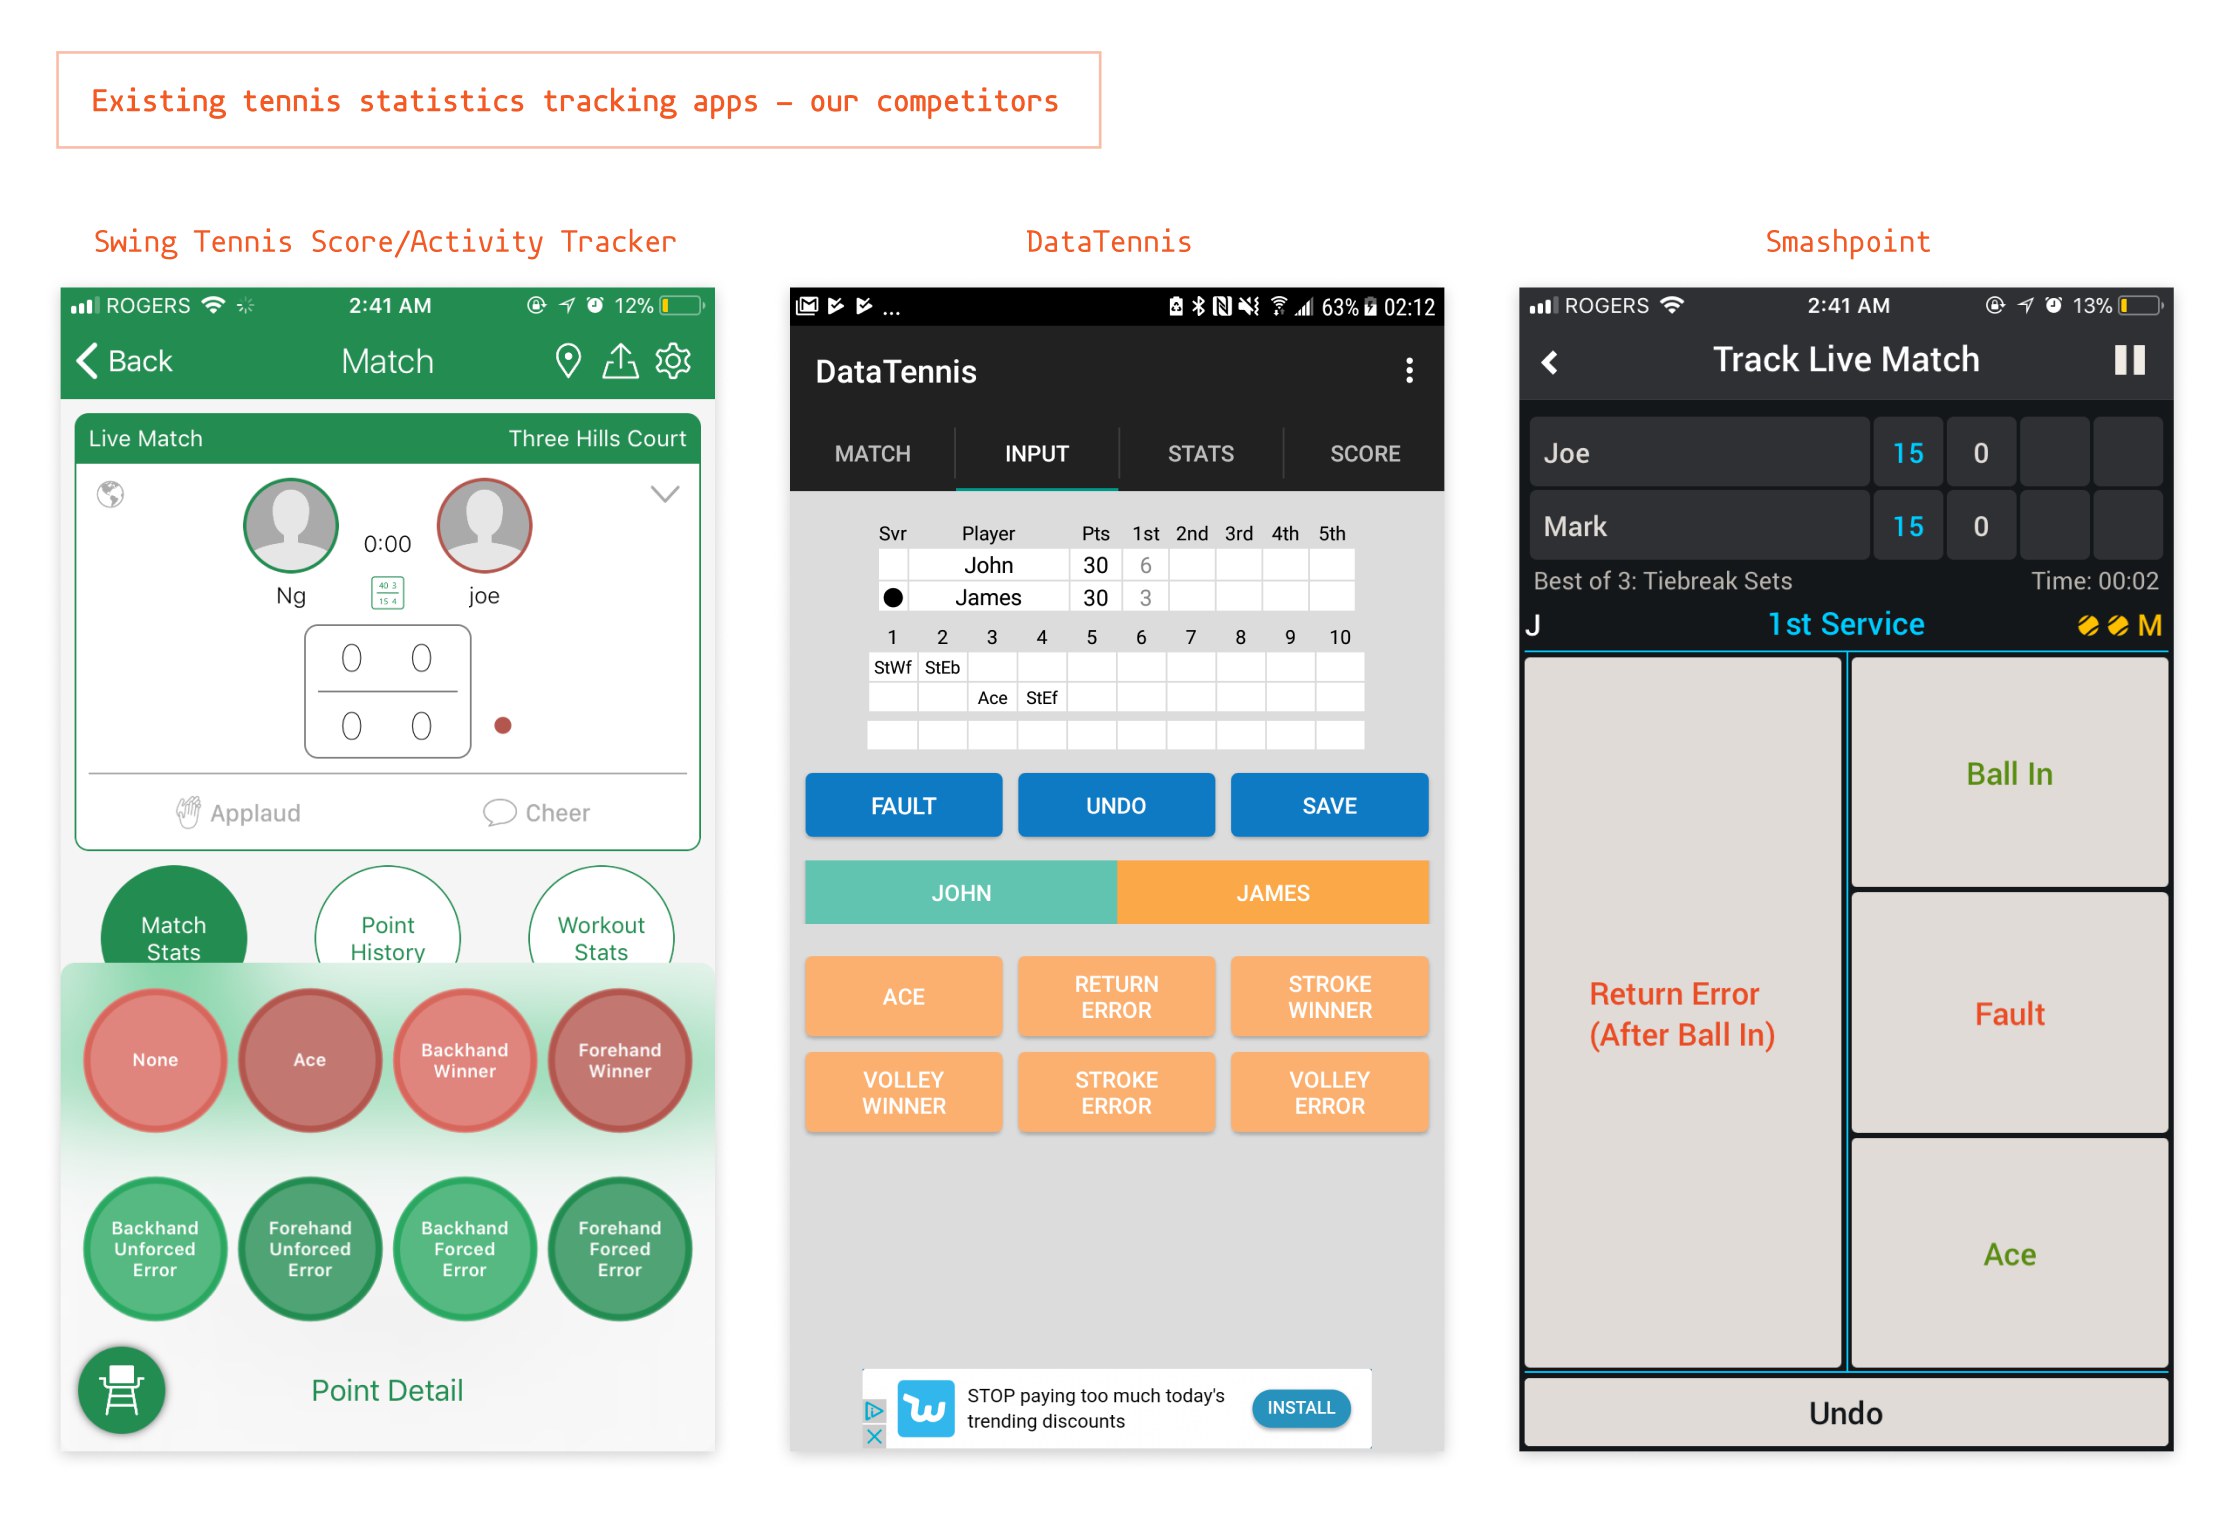 Existing tennis statistics tracking apps – our competitors
Swing Tennis Score/Activity Tracker
ROGERS 2:41 AM 12%
Back Match
Live Match Three Hills Court
0:00
Ng joe
40 3
15 4
0 0
0 0
Applaud Cheer
Match Stats
Point History
Workout Stats
None
Ace
Backhand Winner
Forehand Winner
Backhand Unforced Error
Forehand Unforced Error
Backhand Forced Error
Forehand Forced Error
Point Detail
DataTennis
... 63% 02:12
DataTennis
MATCH INPUT STATS SCORE
Svr Player Pts 1st 2nd 3rd 4th 5th
John 30 6
James 30 3
1 2 3 4 5 6 7 8 9 10
StWf StEb
Ace StEf
FAULT UNDO SAVE
JOHN JAMES
ACE
RETURN ERROR
STROKE WINNER
VOLLEY WINNER
STROKE ERROR
VOLLEY ERROR
STOP paying too much today's
trending discounts
INSTALL
Smashpoint
ROGERS 2:41 AM 13%
Track Live Match
Joe 15 0
Mark 15 0
Best of 3: Tiebreak Sets Time: 00:02
J 1st Service M
Return Error
(After Ball In)
Ball In
Fault
Ace
Undo